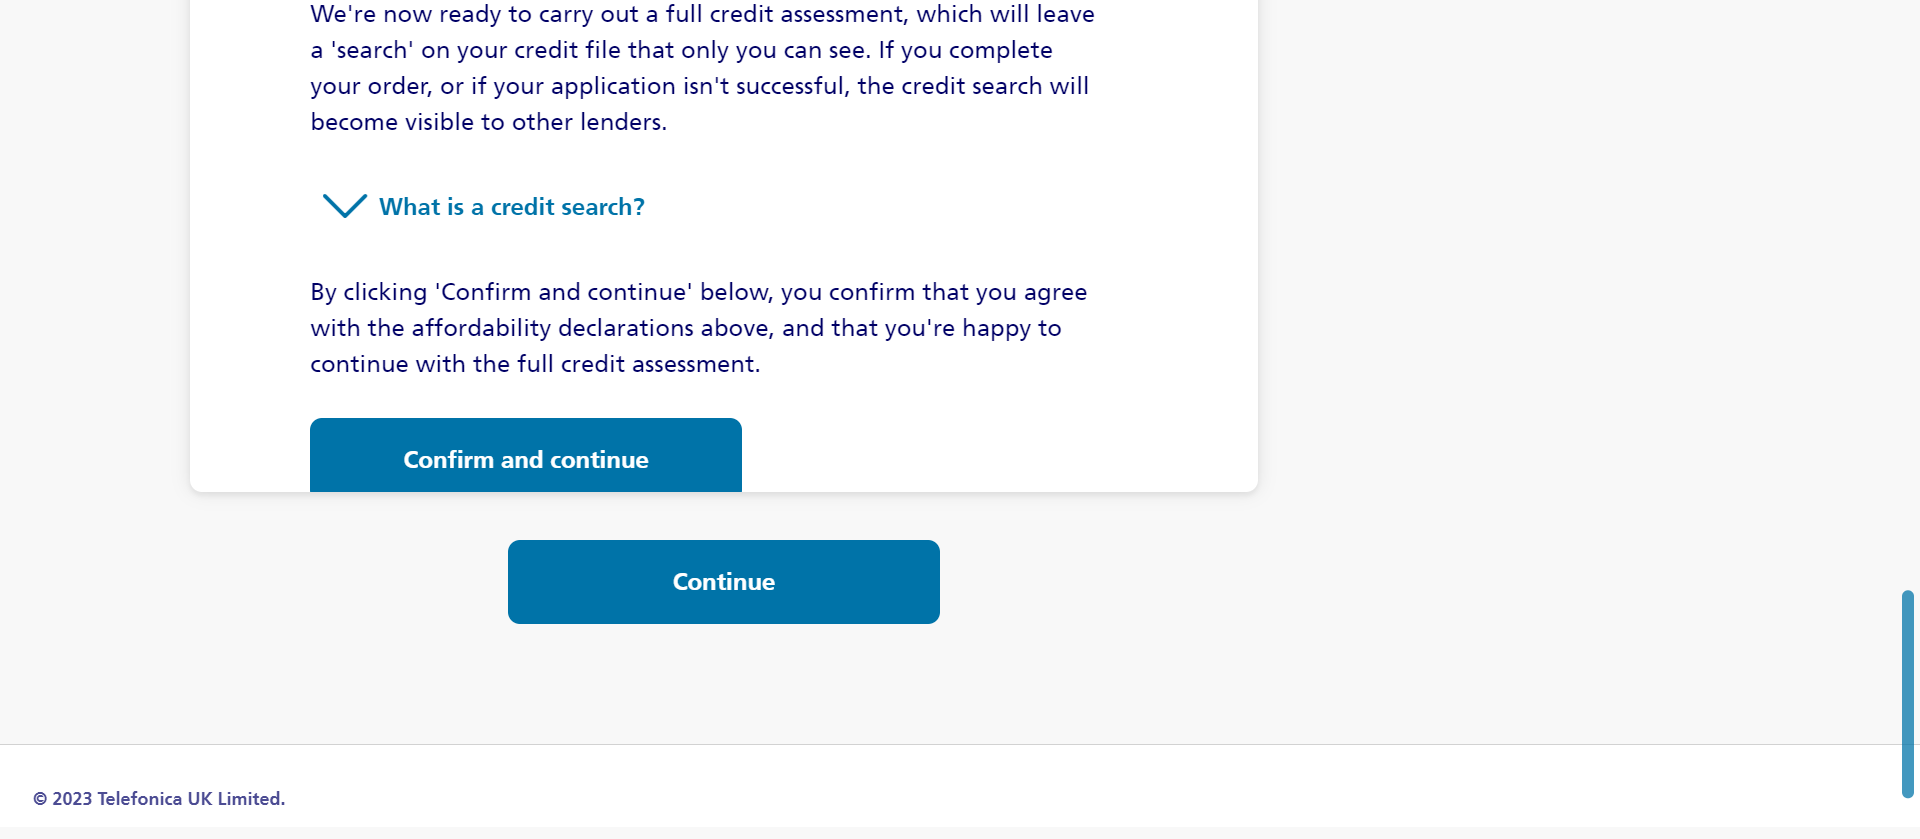 We're now ready to carry out a full credit assessment, which will leave
a 'search' on your credit file that only you can see. If you complete
your order, or if your application isn't successful, the credit search will
become visible to other lenders.
What is a credit search?
By clicking 'Confirm and continue' below, you confirm that you agree
with the affordability declarations above, and that you're happy to
continue with the full credit assessment.
Confirm and continue
Continue
© 2023 Telefonica UK Limited.